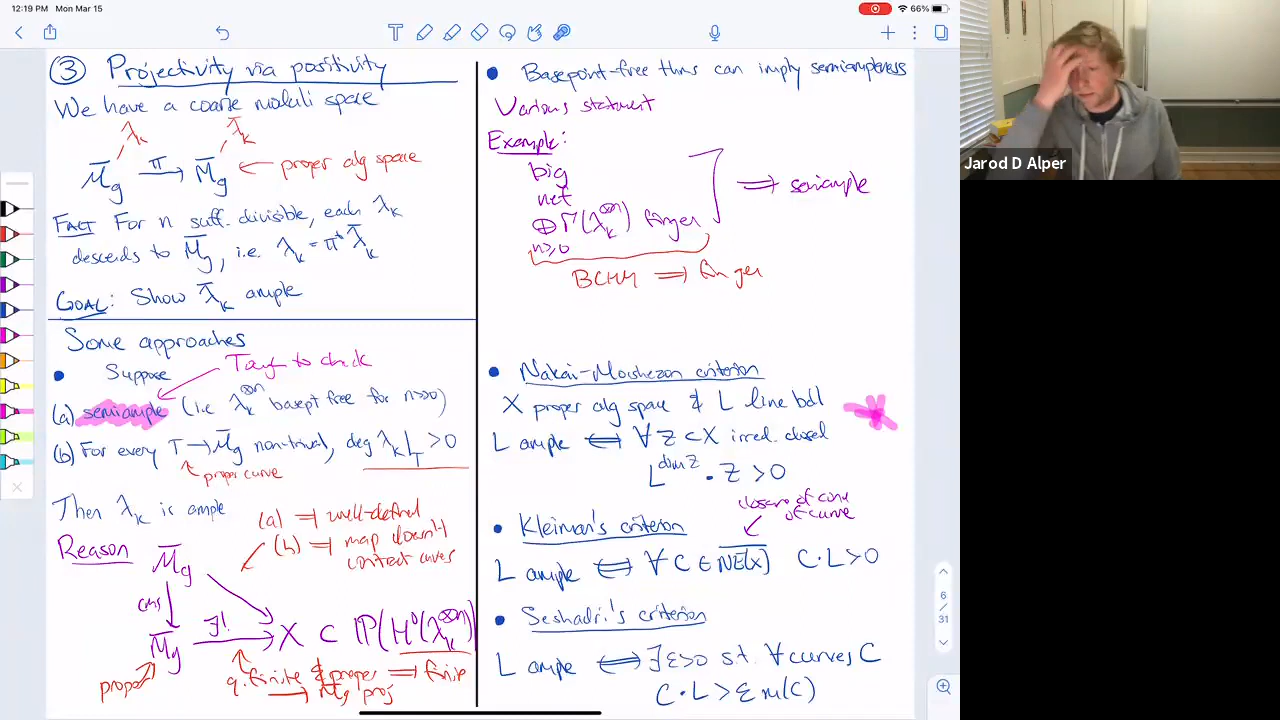 12:19 PM Mon Mar 15
66%
③ Projectivity via positivity
We have a coarse moduli space
λ_k λ̄_k
M̄_g →^π M̄_g ← proper alg space
FACT For n suff. divisible, each λ_k
descends to M̄_g, i.e. λ_k = π* λ̄_k
GOAL: Show λ̄_k ample
Some approaches
• Suppose
Tough to check
(a) semiample (i.e λ_k^{⊗n} basept free for n>>0)
(b) For every T → M̄_g non-trivial, deg λ_k|_T > 0
proper curve
Then λ_k is ample
(a) ⇒ well-defined
(b) ⇒ map doesn't
contract curves
Reason
M̄_g
cms
∃!
M̄_g → X ⊂ P(H⁰(λ_k^{⊗n}))
proper
q. finite & proper ⇒ finite
→ M̄_g proj
• Basepoint-free thms can imply semiampleness
Various statement
Example:
big
nef
⊕ Γ(λ_k^{⊗n}) finger
n≥0
⇒ semiample
BCHM ⇒ finger
• Nakai-Moishezon criterion
X proper alg space & L line bdl
L ample ⇔ ∀ Z ⊂ X irred. closed
L^{dim Z} · Z > 0
closure of cone
of curve
• Kleiman's criterion
L ample ⇔ ∀ C ∈ N̄E̅(X) C·L > 0
• Seshadri's criterion
L ample ⇔ ∃ ε>0 s.t. ∀ curves C
C·L > ε m(C)
6
/
31
Jarod D Alper